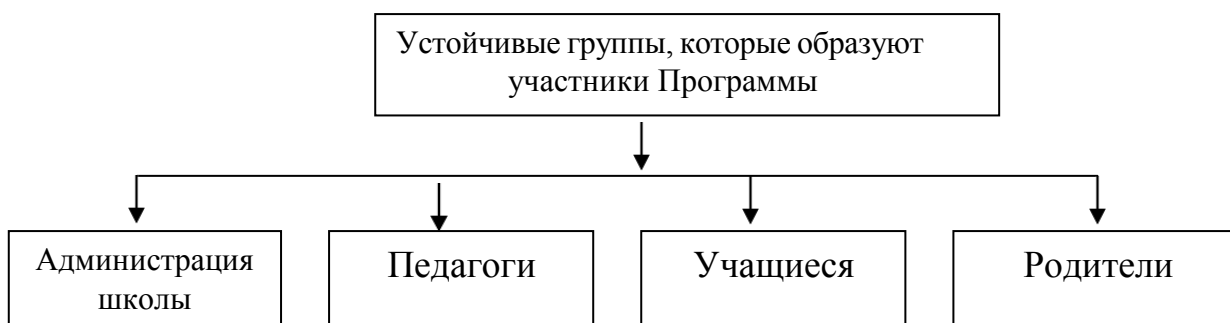 Устойчивые группы, которые образуют
участники Программы
Администрация
школы
Педагоги
Учащиеся
Родители